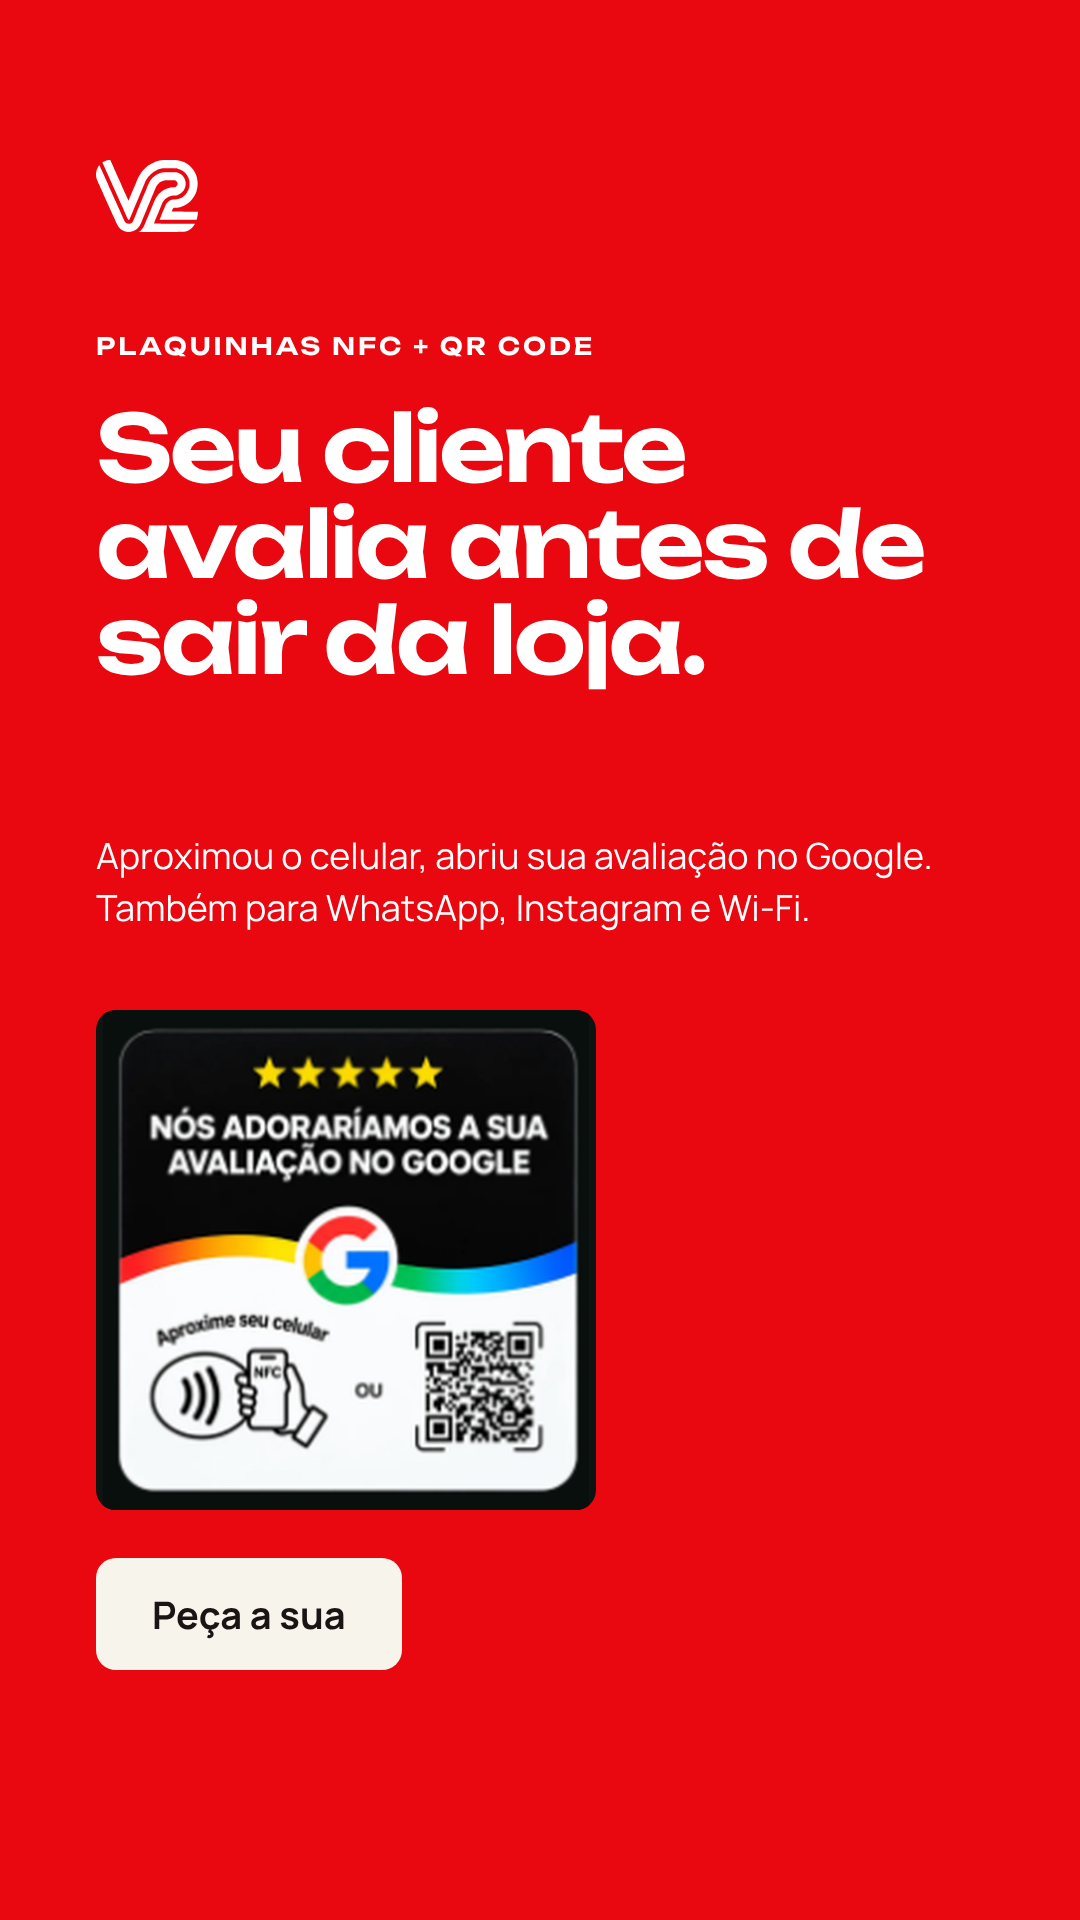 V2
PLAQUINHAS NFC + QR CODE
Seu cliente
avalia antes de
sair da loja.
Aproximou o celular, abriu sua avaliação no Google.
Também para WhatsApp, Instagram e Wi-Fi.
NÓS ADORARÍAMOS A SUA
AVALIAÇÃO NO GOOGLE
G
Aproxime seu celular
NFC
OU
Peça a sua